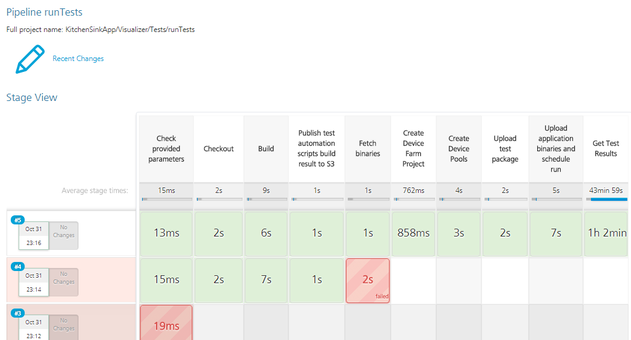 Pipeline runTests
Full project name: KitchenSinkApp/Visualizer/Tests/runTests
Recent Changes
Stage View
Check provided parameters
Checkout
Build
Publish test automation scripts build result to S3
Fetch binaries
Create Device Farm Project
Create Device Pools
Upload test package
Upload application binaries and schedule run
Get Test Results
Average stage times:
15ms 2s 9s 1s 1s 762ms 4s 2s 5s 43min 59s
#5
Oct 31
23:16
No Changes
13ms 2s 6s 1s 1s 858ms 3s 2s 7s 1h 2min
#4
Oct 31
23:14
No Changes
15ms 2s 7s 1s 2s
failed
#3
Oct 31
23:12
No Changes
19ms